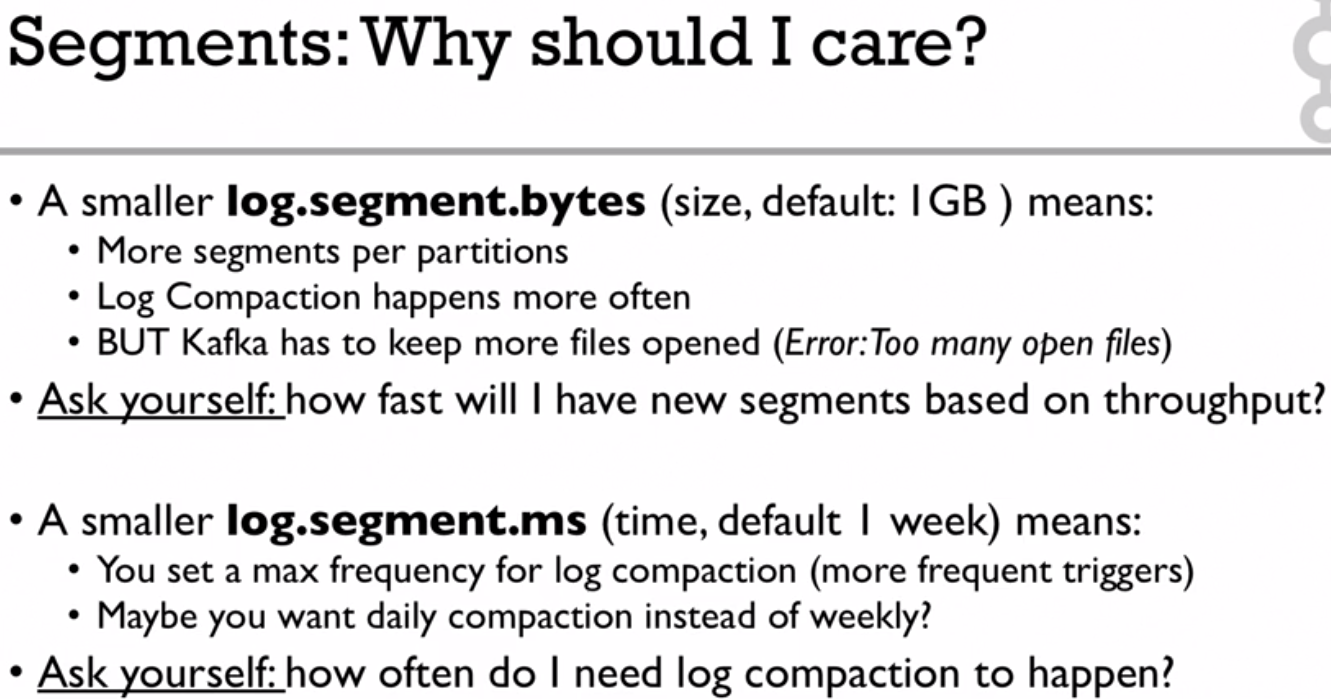 Segments: Why should I care?
• A smaller log.segment.bytes (size, default: 1GB ) means:
• More segments per partitions
• Log Compaction happens more often
• BUT Kafka has to keep more files opened (Error: Too many open files)
• Ask yourself: how fast will I have new segments based on throughput?
• A smaller log.segment.ms (time, default 1 week) means:
• You set a max frequency for log compaction (more frequent triggers)
• Maybe you want daily compaction instead of weekly?
• Ask yourself: how often do I need log compaction to happen?